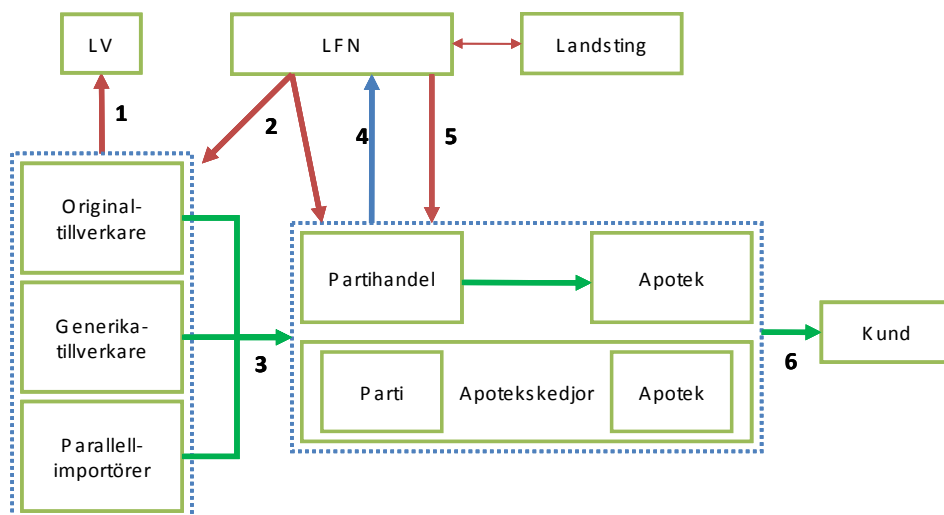 LV
LFN
Landsting
1
2
4
5
Original-
tillverkare
Partihandel
Apotek
Generika-
tillverkare
3
6
Kund
Parti
Apotekskedjor
Apotek
Parallell-
importörer